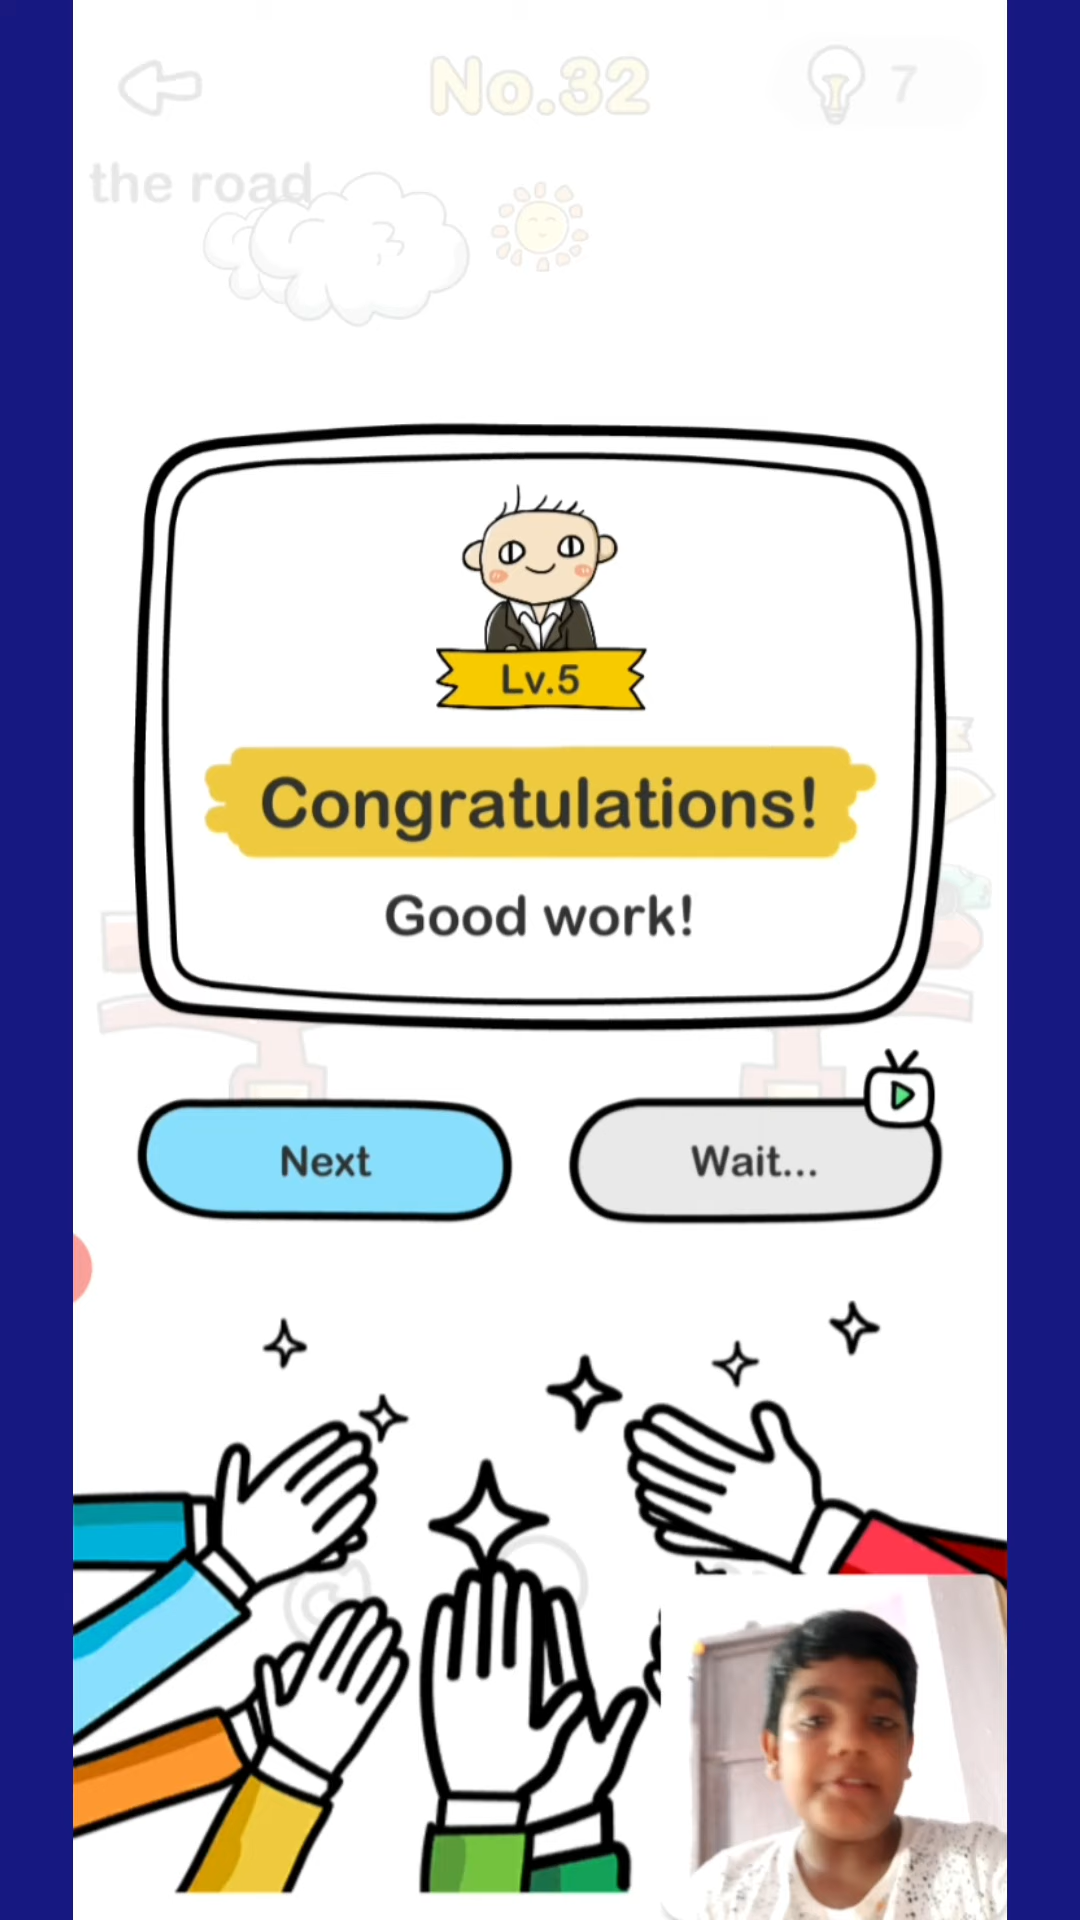 No.32
7
the road
Lv.5
Congratulations!
Good work!
Next
Wait...